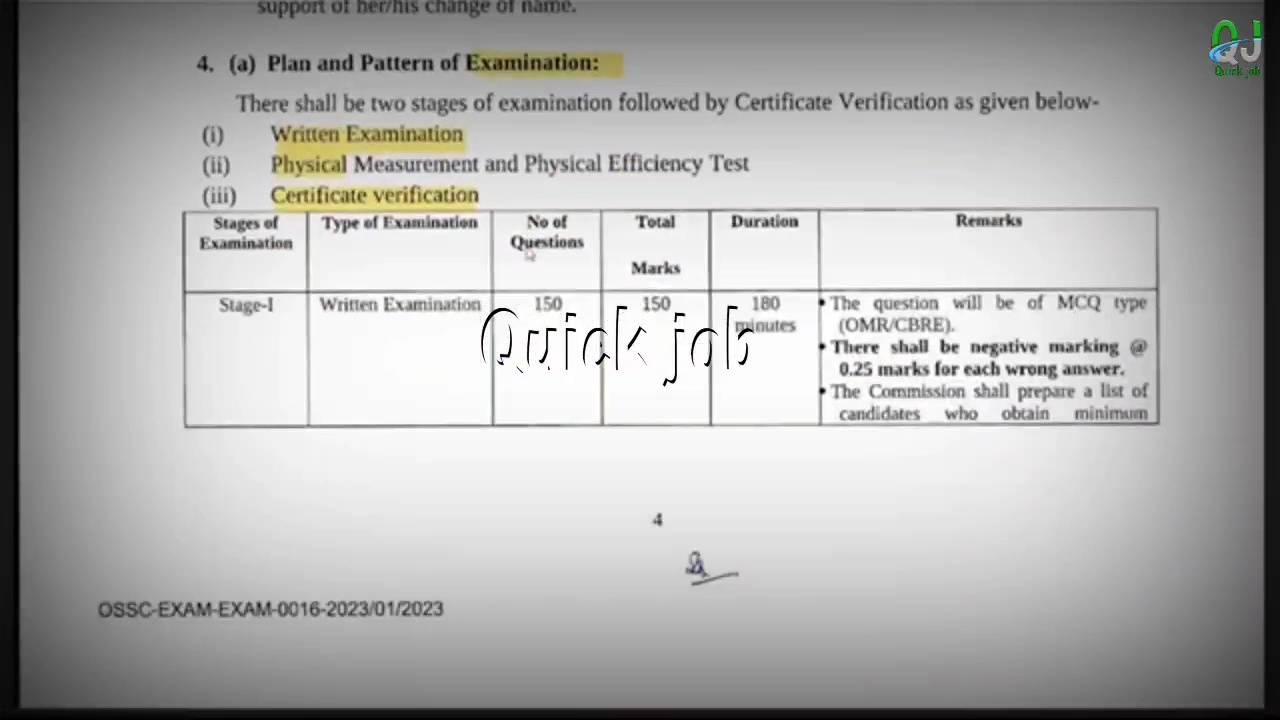 support of her/his change of name.
QJ
Quick job
4. (a) Plan and Pattern of Examination:
There shall be two stages of examination followed by Certificate Verification as given below-
(i) Written Examination
(ii) Physical Measurement and Physical Efficiency Test
(iii) Certificate verification
Stages of Examination
Type of Examination
No of Questions
Total Marks
Duration
Remarks
Stage-I
Written Examination
150
150
180 minutes
• The question will be of MCQ type
(OMR/CBRE).
• There shall be negative marking @
0.25 marks for each wrong answer.
• The Commission shall prepare a list of
candidates who obtain minimum
Quick job
4
OSSC-EXAM-EXAM-0016-2023/01/2023